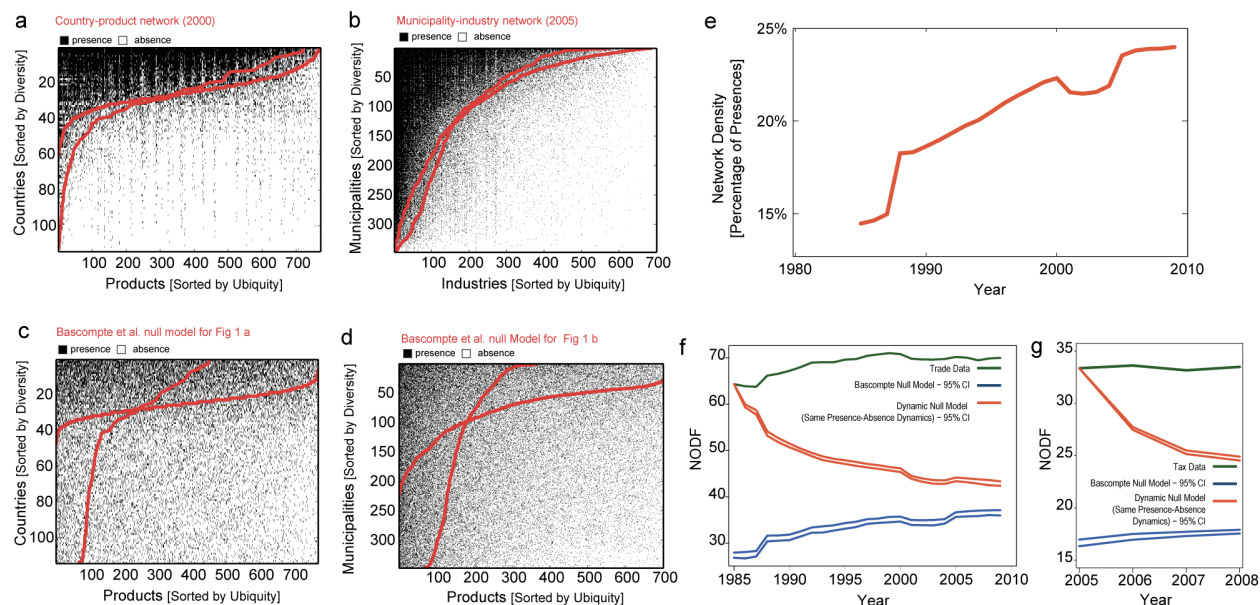 a
Country-product network (2000)
presence absence
Countries [Sorted by Diversity]
20
40
60
80
100
100 200 300 400 500 600 700
Products [Sorted by Ubiquity]
b
Municipality-industry network (2005)
presence absence
Municipalities [Sorted by Diversity]
50
100
150
200
250
300
100 200 300 400 500 600 700
Industries [Sorted by Ubiquity]
e
25%
20%
15%
Network Density
[Percentage of Presences]
1980 1990 2000 2010
Year
c
Bascompte et al. null model for Fig 1 a
presence absence
Countries [Sorted by Diversity]
20
40
60
80
100
100 200 300 400 500 600 700
Products [Sorted by Ubiquity]
d
Bascompte et al. null Model for Fig 1 b
presence absence
Municipalities [Sorted by Diversity]
50
100
150
200
250
300
100 200 300 400 500 600 700
Products [Sorted by Ubiquity]
f
NODF
70
60
50
40
30
Trade Data
Bascompte Null Model – 95% CI
Dynamic Null Model
(Same Presence-Absence Dynamics) – 95% CI
1985 1990 1995 2000 2005 2010
Year
g
NODF
35
30
25
20
15
Tax Data
Bascompte Null Model – 95% CI
Dynamic Null Model
(Same Presence-Absence
Dynamics) – 95% CI
2005 2006 2007 2008
Year